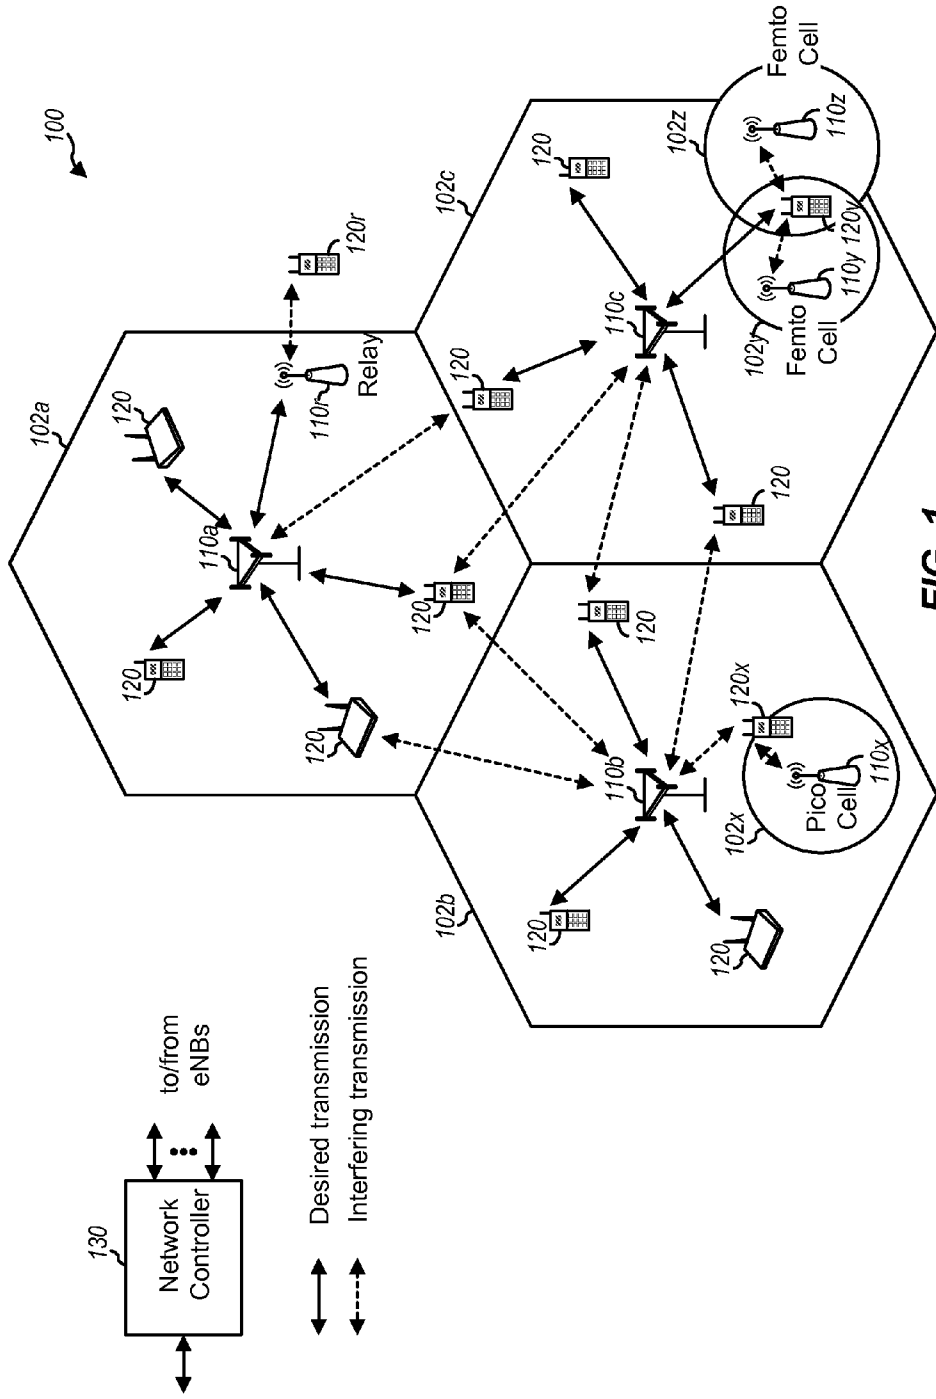 100
102a
130
Network
Controller
to/from
eNBs
120
120
110a
Desired transmission
Interfering transmission
120
110r
120r
Relay
120
102b
120
102c
120
120
110b
110c
120
102z
120
102x
120x
120
102y
Femto
Cell
Pico
Cell
110x
Femto
Cell
110y
120y
110z
FIG. 1